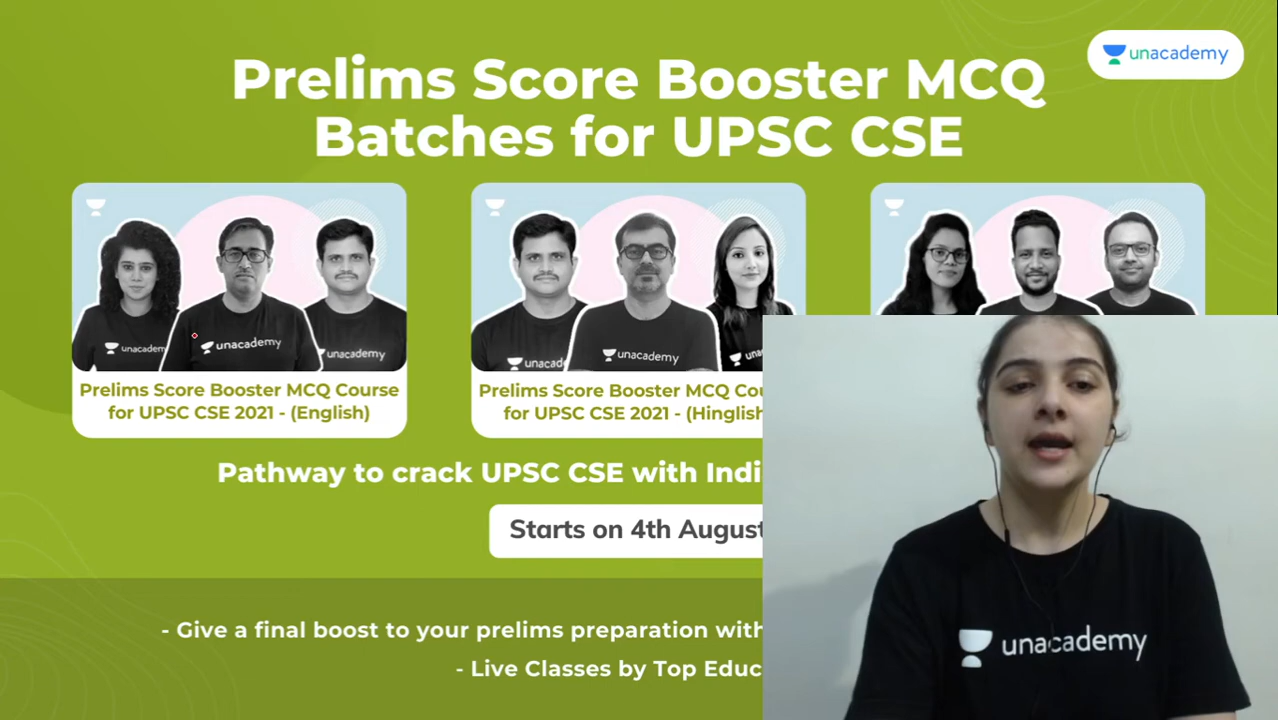 unacademy
Prelims Score Booster MCQ
Batches for UPSC CSE
unacadem
unacademy
unacademy
Prelims Score Booster MCQ Course
for UPSC CSE 2021 - (English)
unacad
unacademy
una
Prelims Score Booster MCQ Cou
for UPSC CSE 2021 - (Hinglish
Pathway to crack UPSC CSE with Indi
Starts on 4th August
- Give a final boost to your prelims preparation with
- Live Classes by Top Educ
unacademy